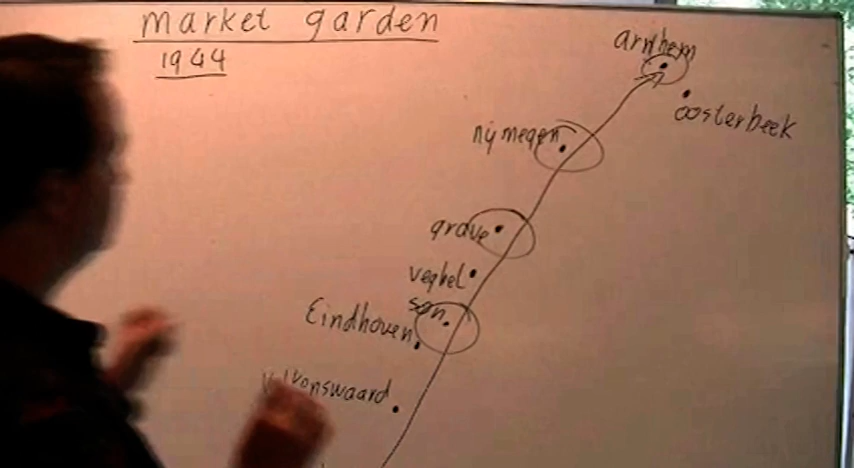 market garden
1944
arnhem
oosterbeek
nijmegen
grave
veghel
son
Eindhoven